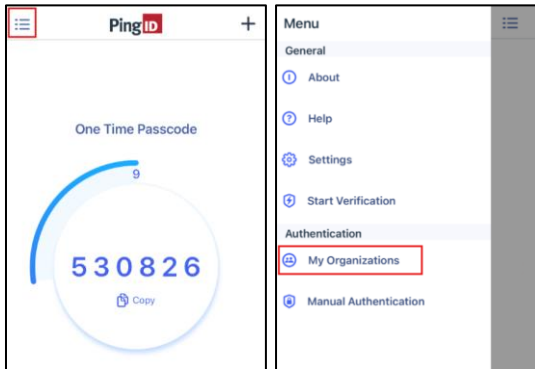 PingID
One Time Passcode
9
530826
Copy
Menu
General
About
Help
Settings
Start Verification
Authentication
My Organizations
Manual Authentication